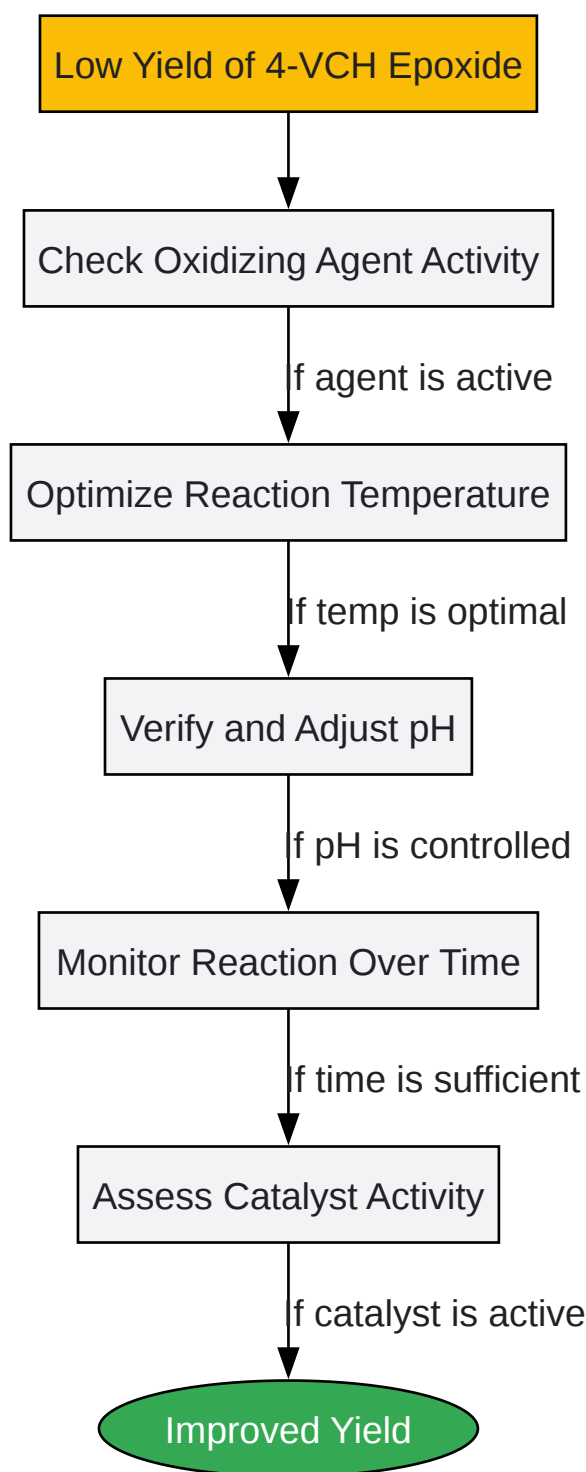 Low Yield of 4-VCH Epoxide
Check Oxidizing Agent Activity
If agent is active
Optimize Reaction Temperature
If temp is optimal
Verify and Adjust pH
If pH is controlled
Monitor Reaction Over Time
If time is sufficient
Assess Catalyst Activity
If catalyst is active
Improved Yield